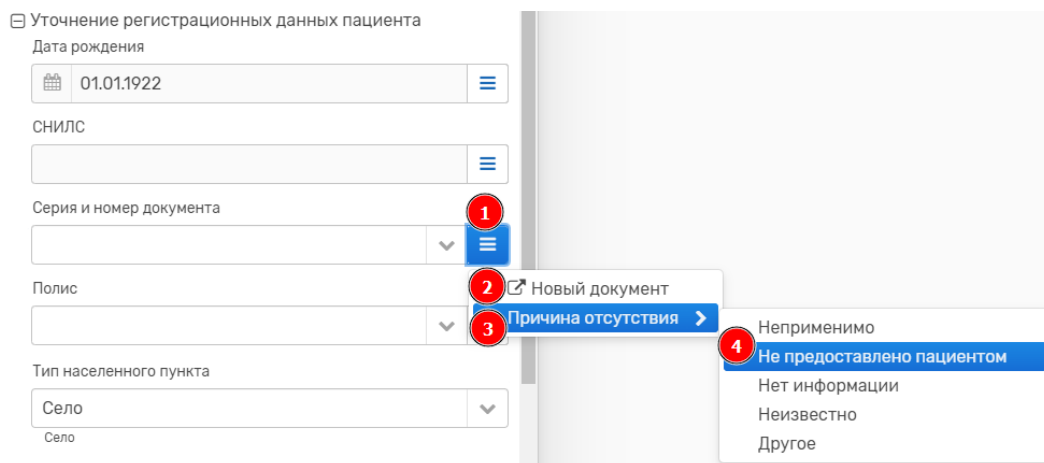 Уточнение регистрационных данных пациента
Дата рождения
01.01.1922
СНИЛС
Серия и номер документа
1
2 Новый документ
Полис
3 Причина отсутствия
Неприменимо
4 Не предоставлено пациентом
Нет информации
Неизвестно
Другое
Тип населенного пункта
Село
Село